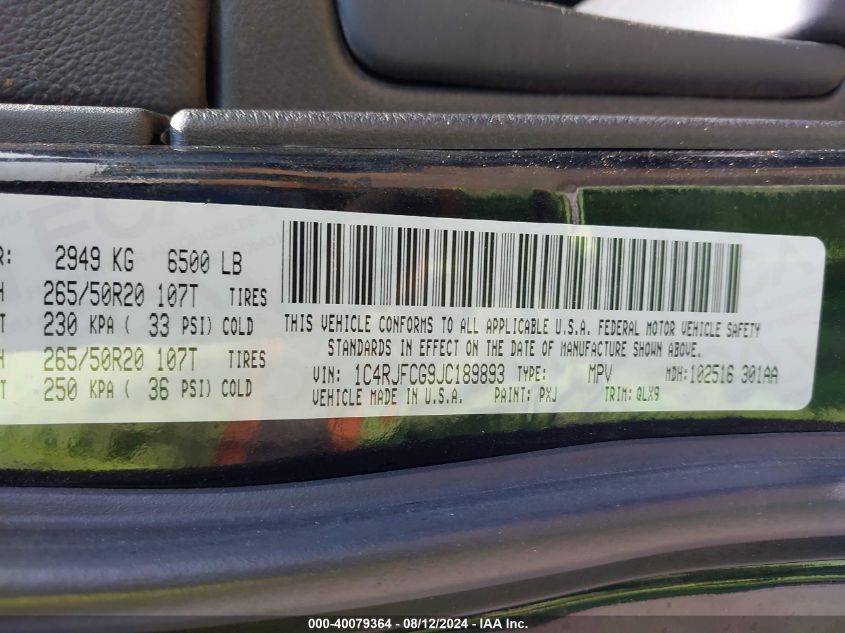 R: 2949 KG 6500 LB
H 265/50R20 107T TIRES
T 230 KPA ( 33 PSI) COLD
H 265/50R20 107T TIRES
T 250 KPA ( 36 PSI) COLD
THIS VEHICLE CONFORMS TO ALL APPLICABLE U.S.A. FEDERAL MOTOR VEHICLE SAFETY
STANDARDS IN EFFECT ON THE DATE OF MANUFACTURE SHOWN ABOVE.
VIN: 1C4RJFCG9JC189893 TYPE: MPV MDH:102516 301AA
VEHICLE MADE IN U.S.A. PAINT: PXJ TRIM: QLX9
000-40079364 - 08/12/2024 - IAA Inc.